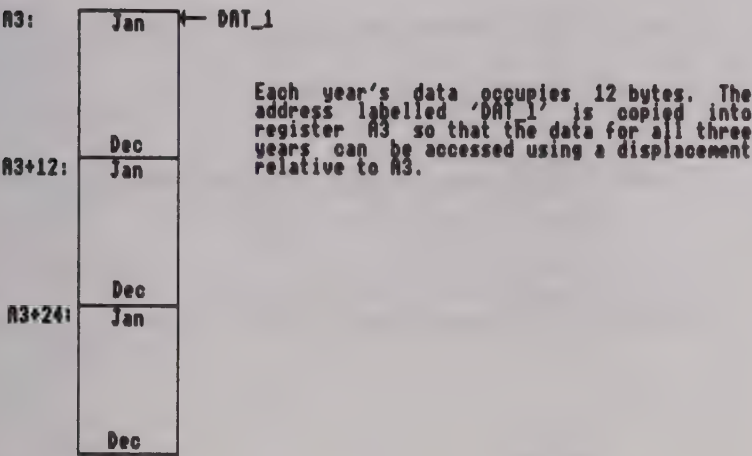 A3: Jan ← DAT_1
Each year's data occupies 12 bytes. The
address labelled 'DAT_1' is copied into
register A3 so that the data for all three
years can be accessed using a displacement
relative to A3.
Dec
A3+12: Jan
Dec
A3+24: Jan
Dec